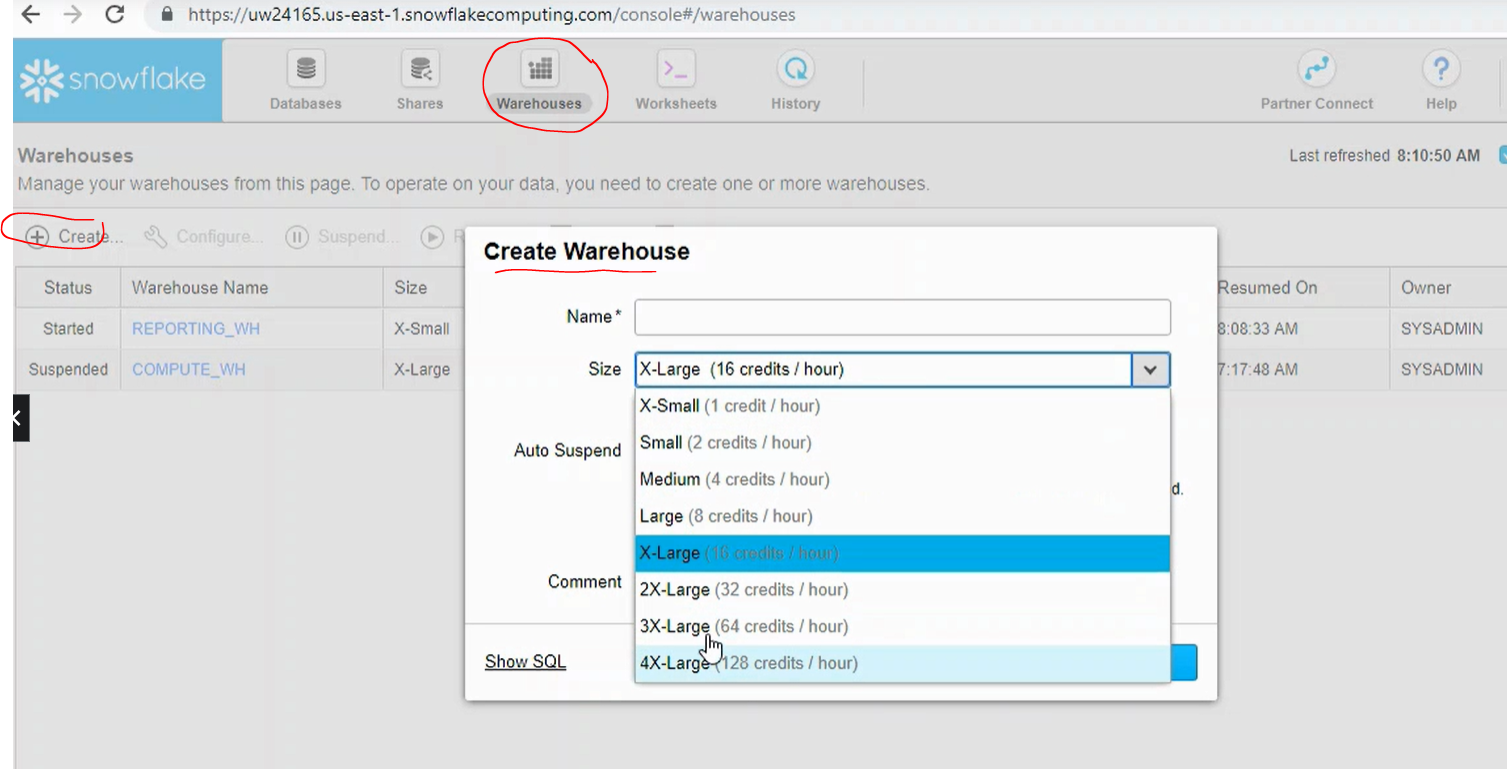 https://uw24165.us-east-1.snowflakecomputing.com/console#/warehouses
snowflake
Databases Shares Warehouses Worksheets History Partner Connect Help
Warehouses
Last refreshed 8:10:50 AM
Manage your warehouses from this page. To operate on your data, you need to create one or more warehouses.
Create... Configure... Suspend... R
Status Warehouse Name Size Resumed On Owner
Started REPORTING_WH X-Small 8:08:33 AM SYSADMIN
Suspended COMPUTE_WH X-Large 7:17:48 AM SYSADMIN
Create Warehouse
Name*
Size X-Large (16 credits / hour)
X-Small (1 credit / hour)
Small (2 credits / hour)
Auto Suspend
Medium (4 credits / hour)
d.
Large (8 credits / hour)
X-Large (16 credits / hour)
Comment
2X-Large (32 credits / hour)
3X-Large (64 credits / hour)
Show SQL
4X-Large (128 credits / hour)